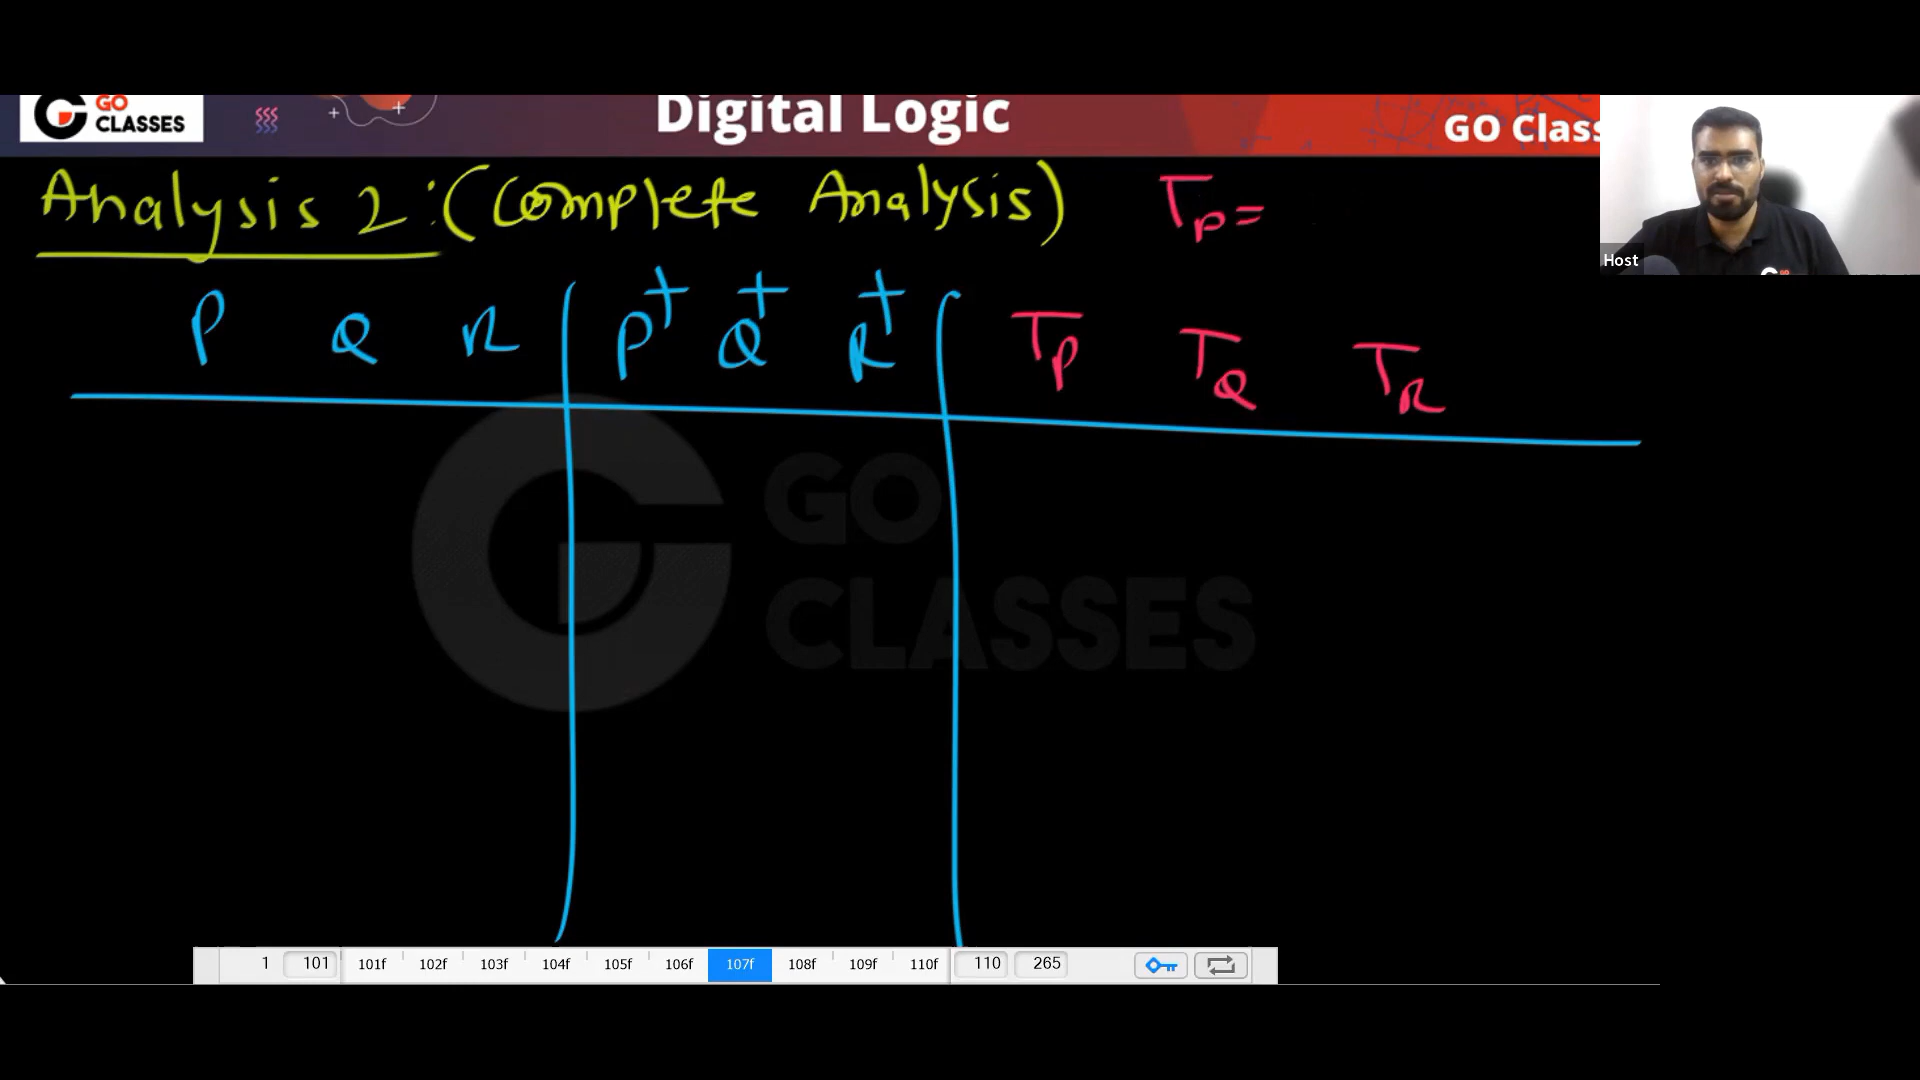 GO
CLASSES
Digital Logic
GO Class
Analysis 2 : (Complete Analysis) Tp =
Host
P Q R P+ Q+ R+ TP TQ TR
GO
CLASSES
1 101 101f 102f 103f 104f 105f 106f 107f 108f 109f 110f 110 265